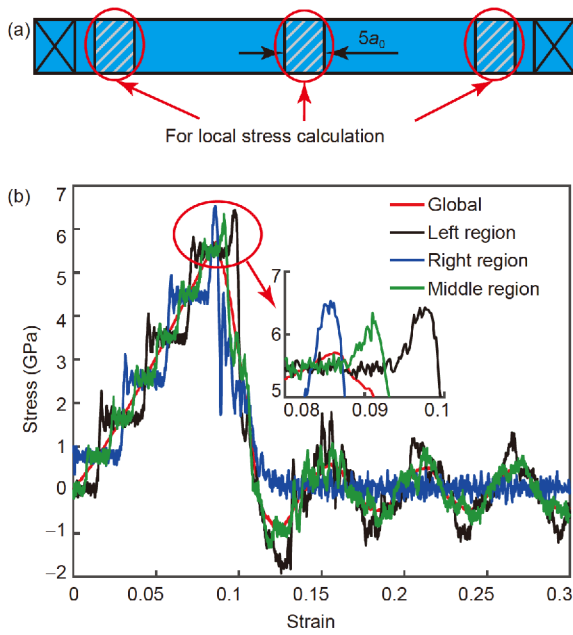 (a)
5a₀
For local stress calculation
(b)
7
6
5
4
3
2
1
0
−1
−2
Stress (GPa)
Global
Left region
Right region
Middle region
7
6
5
0.08
0.09
0.1
0
0.05
0.1
0.15
0.2
0.25
0.3
Strain